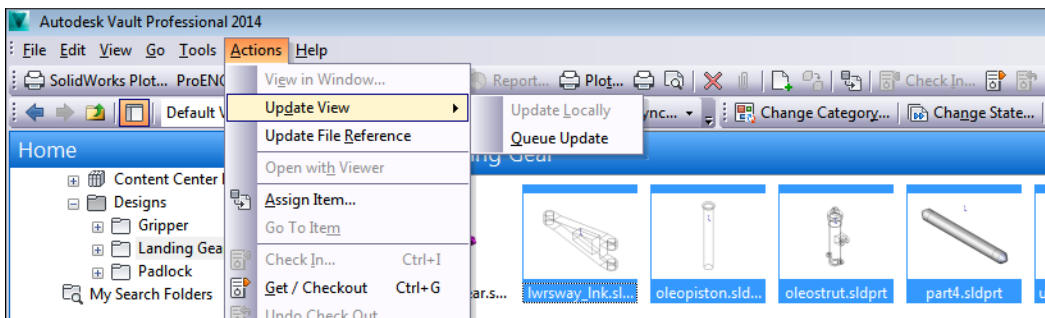 Autodesk Vault Professional 2014
File Edit View Go Tools Actions Help
SolidWorks Plot... ProENG Report... Plot... Check In...
Default Change Category... Change State...
Home
Content Center
Designs
Gripper
Landing Gea
Padlock
My Search Folders
View in Window...
Update View
Update File Reference
Open with Viewer
Assign Item...
Go To Item
Check In... Ctrl+I
Get / Checkout Ctrl+G
Undo Check Out
Update Locally
Queue Update
Gear
lwrsway_lnk.sl... oleopiston.sld... oleostrut.sldprt part4.sldprt